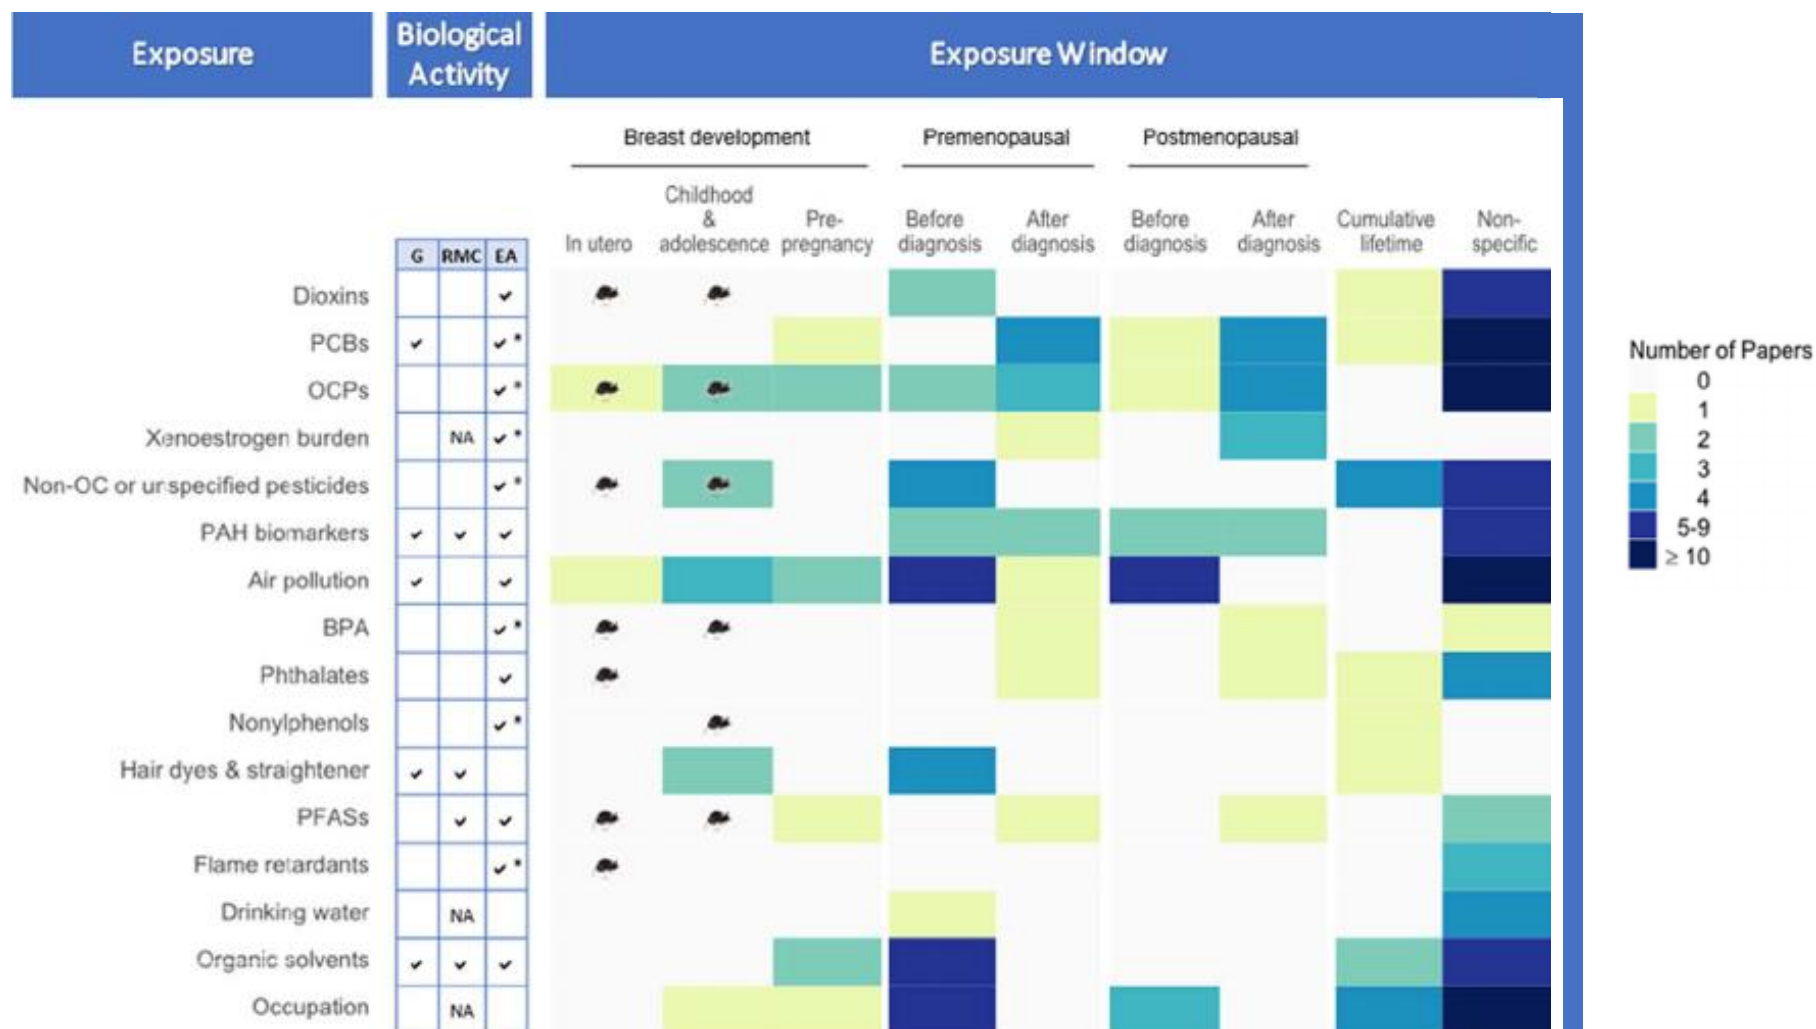 Exposure
Biological
Activity
Exposure Window
Breast development
Premenopausal
Postmenopausal
In utero
Childhood
&
adolescence
Pre-
pregnancy
Before
diagnosis
After
diagnosis
Before
diagnosis
After
diagnosis
Cumulative
lifetime
Non-
specific
G RMC EA
Dioxins ✔
PCBs ✔ ✔*
OCPs ✔*
Xenoestrogen burden NA ✔*
Non-OC or unspecified pesticides ✔*
PAH biomarkers ✔ ✔ ✔
Air pollution ✔ ✔
BPA ✔*
Phthalates ✔
Nonylphenols ✔*
Hair dyes & straightener ✔ ✔
PFASs ✔ ✔
Flame retardants ✔*
Drinking water NA
Organic solvents ✔ ✔ ✔
Occupation NA
Number of Papers
0
1
2
3
4
5-9
≥ 10